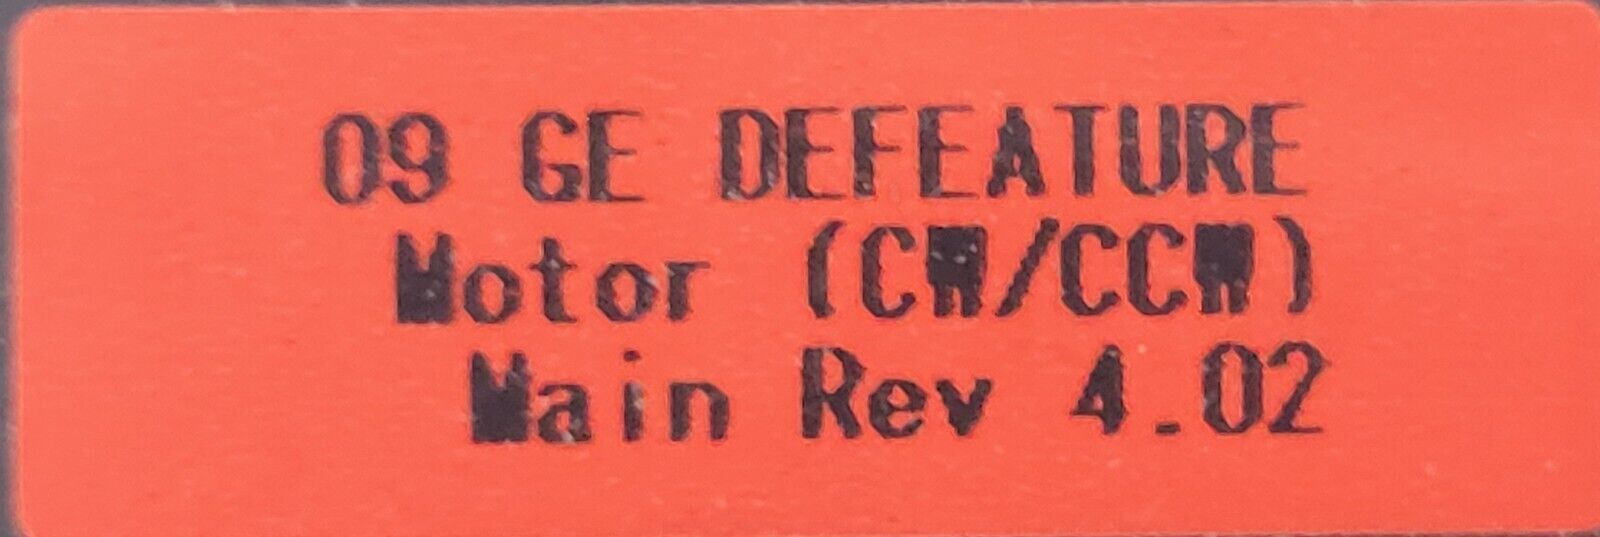 09 GE DEFEATURE
Motor (CW/CCW)
Main Rev 4.02